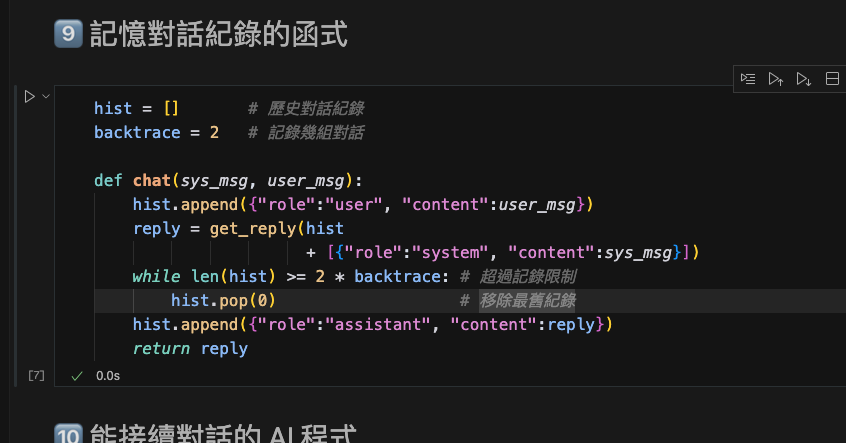 9 記憶對話紀錄的函式
hist = []       # 歷史對話紀錄
backtrace = 2   # 記錄幾組對話
def chat(sys_msg, user_msg):
    hist.append({"role":"user", "content":user_msg})
    reply = get_reply(hist
                      + [{"role":"system", "content":sys_msg}])
    while len(hist) >= 2 * backtrace: # 超過記錄限制
        hist.pop(0)                   # 移除最舊紀錄
    hist.append({"role":"assistant", "content":reply})
    return reply
[7] ✓ 0.0s
10 能接續對話的 AI 程式